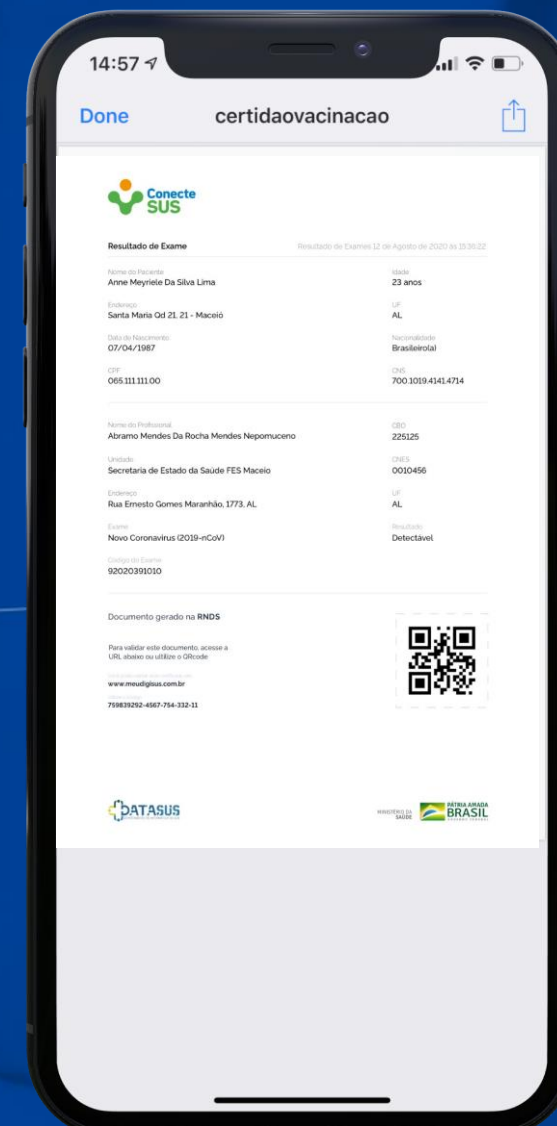 14:57
Done certidaovacinacao
Conecte
SUS
Resultado de Exame Resultado de Exames 12 de Agosto de 2020 às 15:35:22
Nome do Paciente Idade
Anne Meyriele Da Silva Lima 23 anos
Endereço UF
Santa Maria Qd 21, 21 - Maceió AL
Data de Nascimento Nacionalidade
07/04/1987 Brasileiro(a)
CPF CNS
065.111.111.00 700.1019.4141.4714
Nome do Profissional CBO
Abramo Mendes Da Rocha Mendes Nepomuceno 225125
Unidade CNES
Secretaria de Estado da Saúde FES Maceio 0010456
Endereço UF
Rua Ernesto Gomes Maranhão, 1773, AL AL
Exame Resultado
Novo Coronavirus (2019-nCoV) Detectável
Codigo do Exame
92020391010
Documento gerado na RNDS
Para validar este documento, acesse a
URL abaixo ou ultilize o QRcode
www.meudigisus.com.br
759839292-4567-754-332-11
DATASUS
MINISTÉRIO DA
SAÚDE
PÁTRIA AMADA
BRASIL